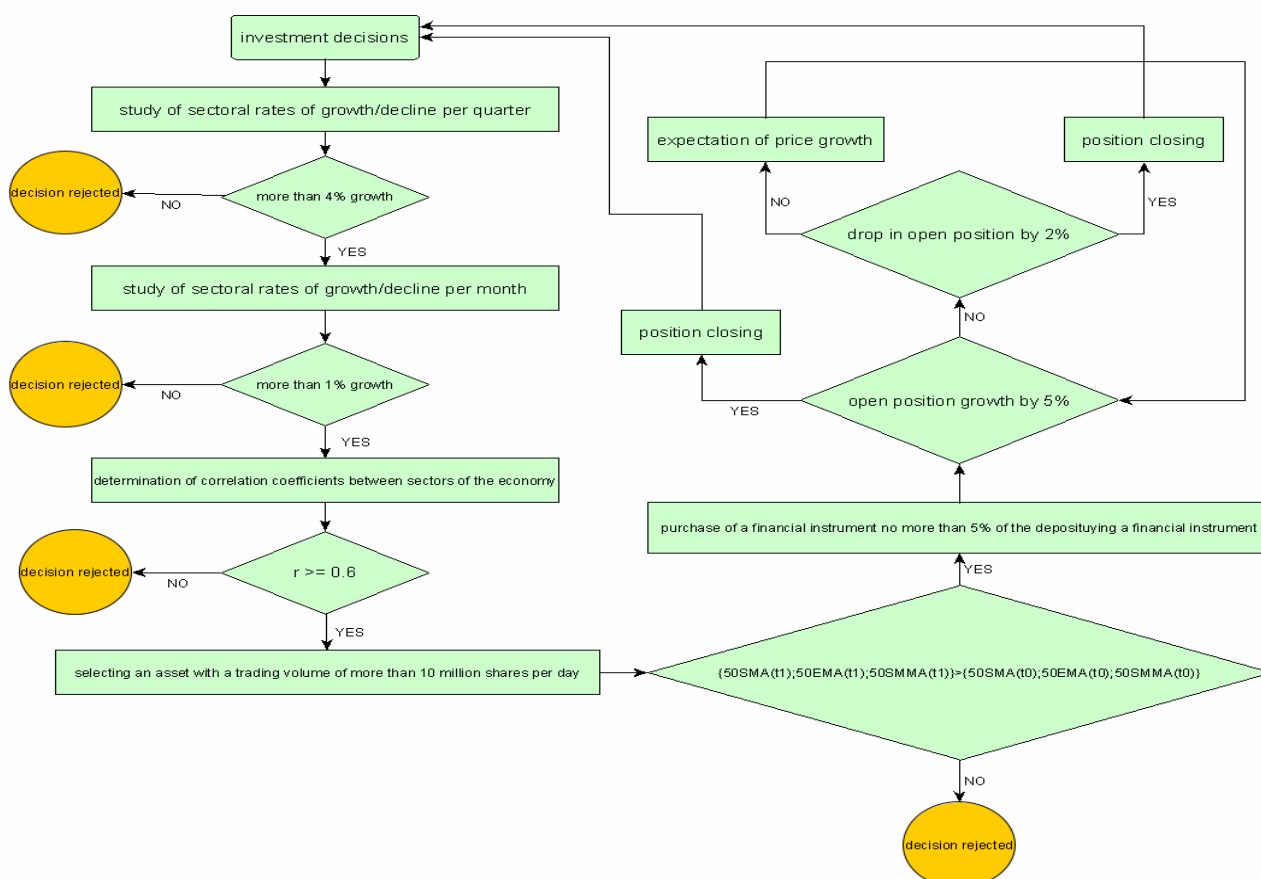 investment decisions
study of sectoral rates of growth/decline per quarter
decision rejected
NO
more than 4% growth
YES
study of sectoral rates of growth/decline per month
decision rejected
NO
more than 1% growth
YES
determination of correlation coefficients between sectors of the economy
decision rejected
NO
r >= 0.6
YES
selecting an asset with a trading volume of more than 10 million shares per day
{50SMA(t1);50EMA(t1);50SMMA(t1)}>{50SMA(t0);50EMA(t0);50SMMA(t0)}
NO
decision rejected
YES
purchase of a financial instrument no more than 5% of the deposituying a financial instrument
open position growth by 5%
YES
position closing
NO
drop in open position by 2%
NO
expectation of price growth
YES
position closing